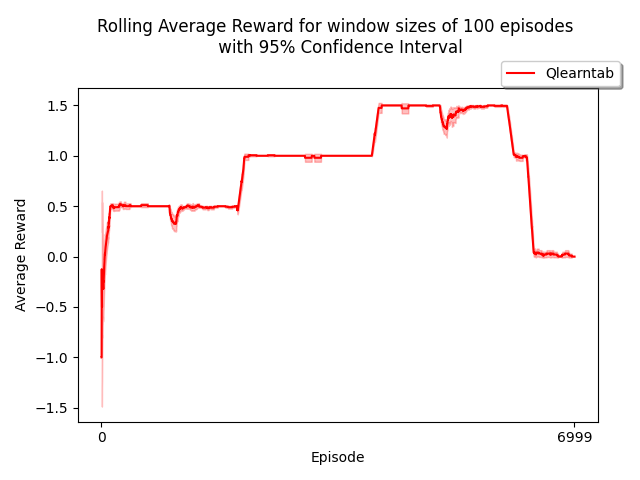 Rolling Average Reward for window sizes of 100 episodes
with 95% Confidence Interval
Qlearntab
1.5
1.0
0.5
0.0
−0.5
−1.0
−1.5
Average Reward
0
6999
Episode